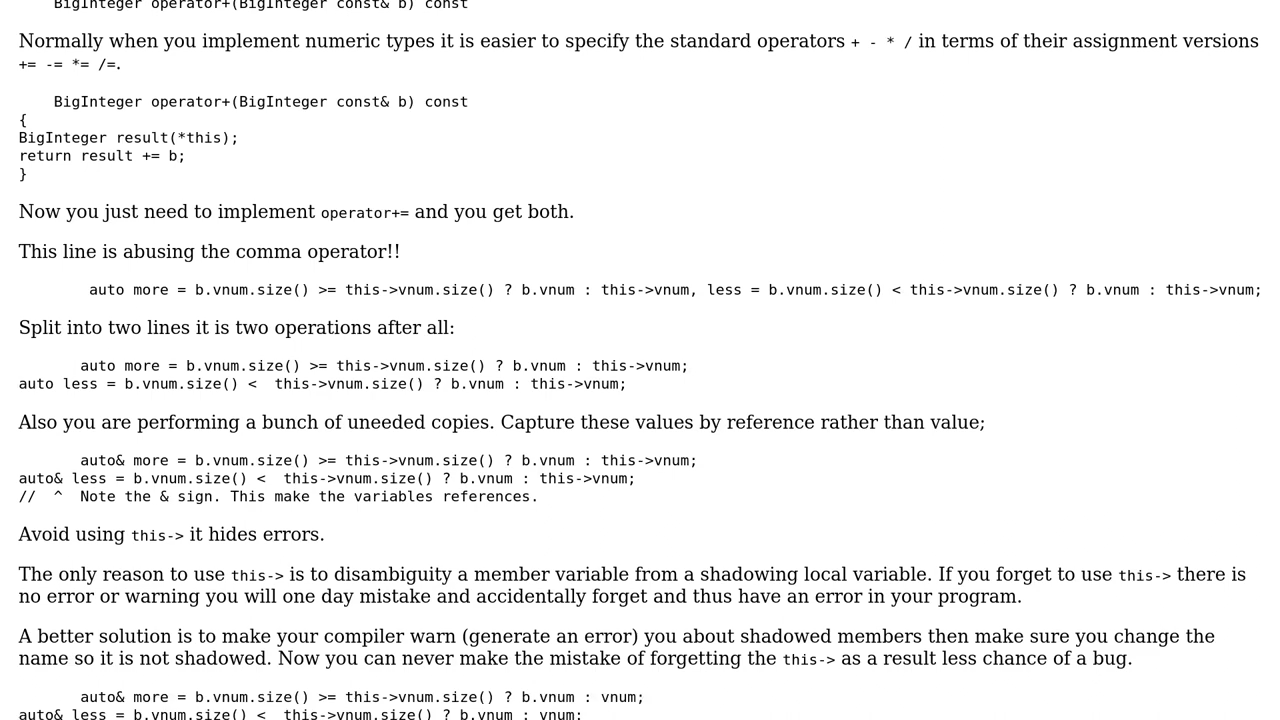 BigInteger operator+(BigInteger const& b) const
Normally when you implement numeric types it is easier to specify the standard operators + - * / in terms of their assignment versions
+= -= *= /=.
BigInteger operator+(BigInteger const& b) const
{
BigInteger result(*this);
return result += b;
}
Now you just need to implement operator+= and you get both.
This line is abusing the comma operator!!
auto more = b.vnum.size() >= this->vnum.size() ? b.vnum : this->vnum, less = b.vnum.size() < this->vnum.size() ? b.vnum : this->vnum;
Split into two lines it is two operations after all:
auto more = b.vnum.size() >= this->vnum.size() ? b.vnum : this->vnum;
auto less = b.vnum.size() <  this->vnum.size() ? b.vnum : this->vnum;
Also you are performing a bunch of uneeded copies. Capture these values by reference rather than value;
auto& more = b.vnum.size() >= this->vnum.size() ? b.vnum : this->vnum;
auto& less = b.vnum.size() <  this->vnum.size() ? b.vnum : this->vnum;
//  ^  Note the & sign. This make the variables references.
Avoid using this-> it hides errors.
The only reason to use this-> is to disambiguity a member variable from a shadowing local variable. If you forget to use this-> there is
no error or warning you will one day mistake and accidentally forget and thus have an error in your program.
A better solution is to make your compiler warn (generate an error) you about shadowed members then make sure you change the
name so it is not shadowed. Now you can never make the mistake of forgetting the this-> as a result less chance of a bug.
auto& more = b.vnum.size() >= this->vnum.size() ? b.vnum : vnum;
auto& less = b.vnum.size() <  this->vnum.size() ? b.vnum : vnum;